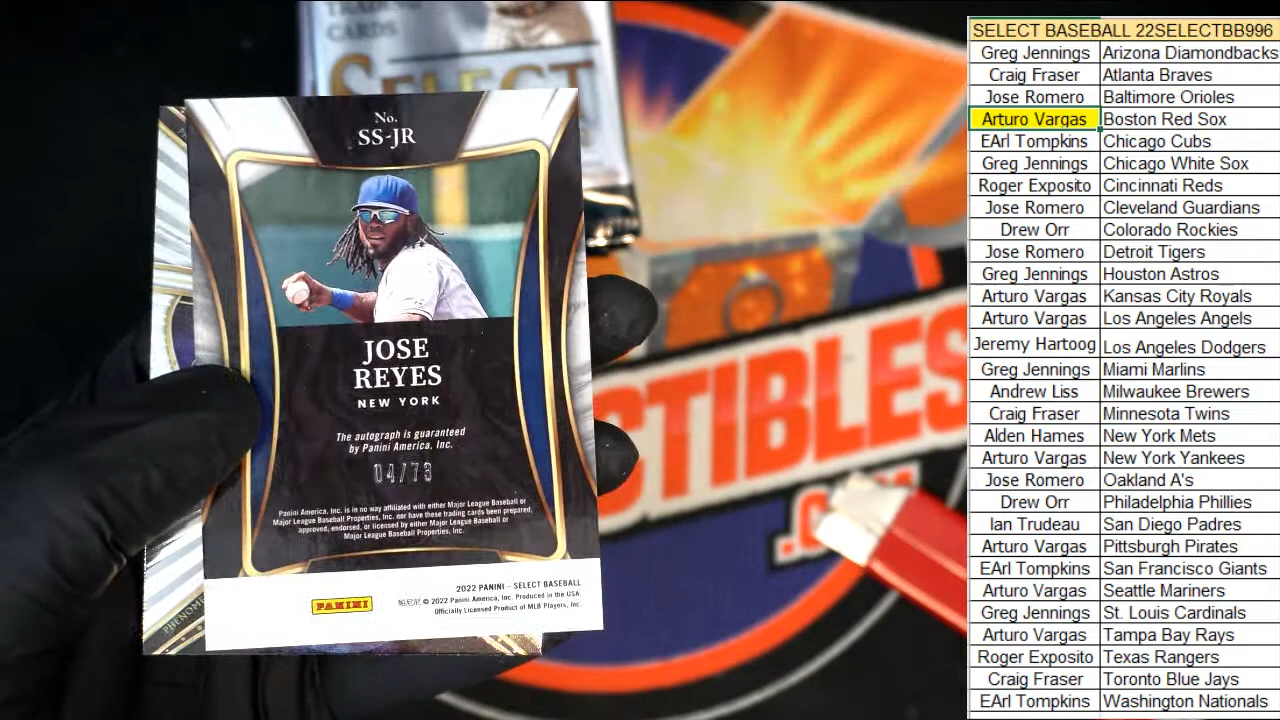 TRADING
CARDS
SELECT
No.
SS-JR
JOSE
REYES
NEW YORK
The autograph is guaranteed
by Panini America, Inc.
04/73
Panini America, Inc. is in no way affiliated with either Major League Baseball or
Major League Baseball Properties, Inc. nor have these trading cards been prepared,
approved, endorsed, or licensed by either Major League Baseball or
Major League Baseball Properties, Inc.
2022 PANINI – SELECT BASEBALL
© 2022 Panini America, Inc. Produced in the USA.
Officially Licensed Product of MLB Players, Inc.
PANINI
PHENOM
CTIBLES
.CO
SELECT BASEBALL 22SELECTBB996
Greg Jennings Arizona Diamondbacks
Craig Fraser Atlanta Braves
Jose Romero Baltimore Orioles
Arturo Vargas Boston Red Sox
EArl Tompkins Chicago Cubs
Greg Jennings Chicago White Sox
Roger Exposito Cincinnati Reds
Jose Romero Cleveland Guardians
Drew Orr Colorado Rockies
Jose Romero Detroit Tigers
Greg Jennings Houston Astros
Arturo Vargas Kansas City Royals
Arturo Vargas Los Angeles Angels
Jeremy Hartoog Los Angeles Dodgers
Greg Jennings Miami Marlins
Andrew Liss Milwaukee Brewers
Craig Fraser Minnesota Twins
Alden Hames New York Mets
Arturo Vargas New York Yankees
Jose Romero Oakland A's
Drew Orr Philadelphia Phillies
Ian Trudeau San Diego Padres
Arturo Vargas Pittsburgh Pirates
EArl Tompkins San Francisco Giants
Arturo Vargas Seattle Mariners
Greg Jennings St. Louis Cardinals
Arturo Vargas Tampa Bay Rays
Roger Exposito Texas Rangers
Craig Fraser Toronto Blue Jays
EArl Tompkins Washington Nationals